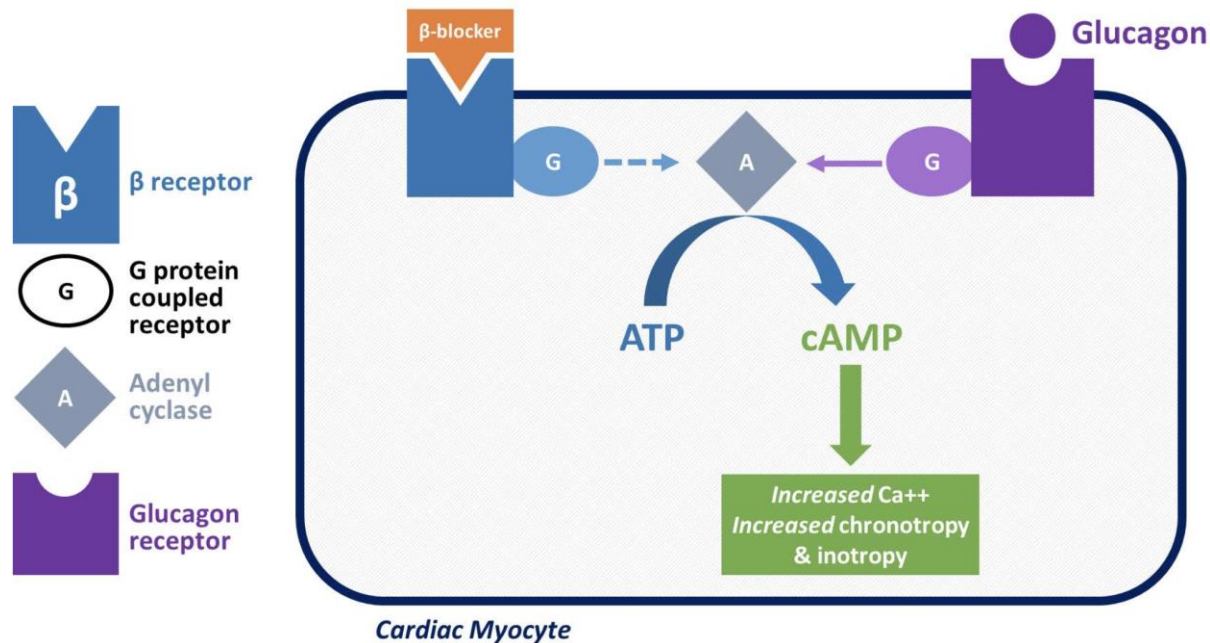 β
β receptor
G
G protein
coupled
receptor
A
Adenyl
cyclase
Glucagon
receptor
β-blocker
Glucagon
G
A
G
ATP
cAMP
Increased Ca++
Increased chronotropy
& inotropy
Cardiac Myocyte